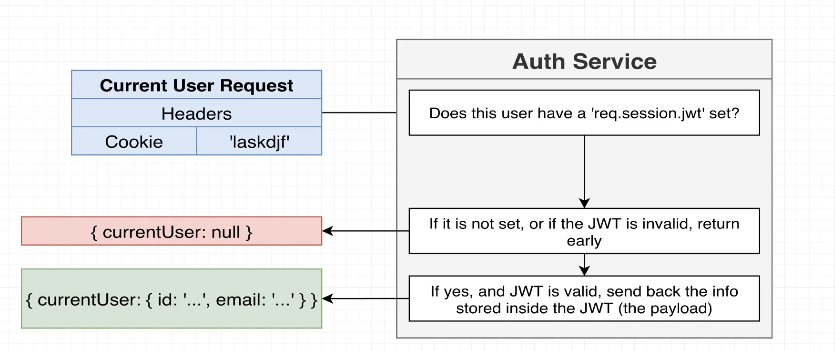 Auth Service
Current User Request
Headers
Cookie
'laskdjf'
Does this user have a 'req.session.jwt' set?
If it is not set, or if the JWT is invalid, return
early
{ currentUser: null }
If yes, and JWT is valid, send back the info
stored inside the JWT (the payload)
{ currentUser: { id: '...', email: '...' } }